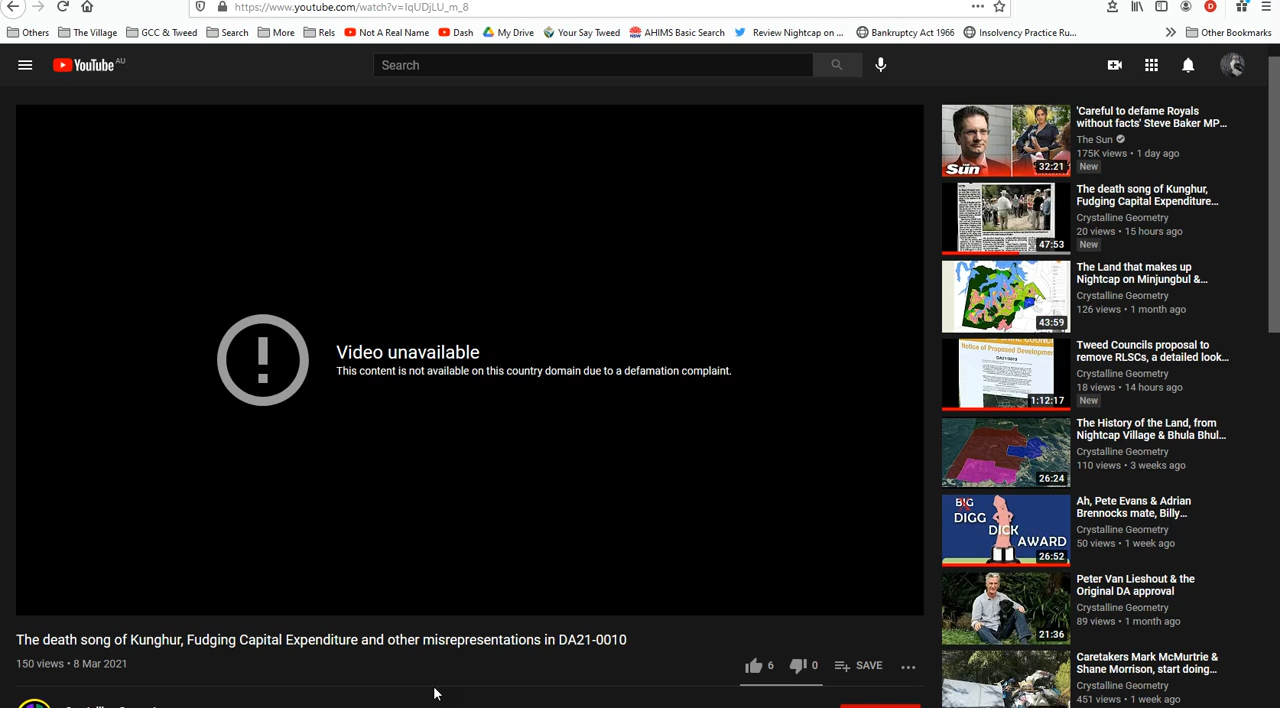 https://www.youtube.com/watch?v=IqUDjLU_m_8
Others
The Village
GCC & Tweed
Search
More
Rels
Not A Real Name
Dash
My Drive
Your Say Tweed
AHIMS Basic Search
Review Nightcap on ...
Bankruptcy Act 1966
Insolvency Practice Ru...
Other Bookmarks
YouTube AU
Search
Video unavailable
This content is not available on this country domain due to a defamation complaint.
The death song of Kunghur, Fudging Capital Expenditure and other misrepresentations in DA21-0010
150 views • 8 Mar 2021
6
0
SAVE
Sun
32:21
'Careful to defame Royals
without facts' Steve Baker MP...
The Sun
175K views • 1 day ago
New
47:53
The death song of Kunghur,
Fudging Capital Expenditure...
Crystalline Geometry
20 views • 15 hours ago
New
43:59
The Land that makes up
Nightcap on Minjungbul &...
Crystalline Geometry
126 views • 1 month ago
Notice of Proposed Developme
DA21-0010
1:12:17
Tweed Councils proposal to
remove RLSCs, a detailed look...
Crystalline Geometry
18 views • 14 hours ago
New
26:24
The History of the Land, from
Nightcap Village & Bhula Bhul...
Crystalline Geometry
110 views • 3 weeks ago
BIG
DIGG
DICK
AWARD
26:52
Ah, Pete Evans & Adrian
Brennocks mate, Billy...
Crystalline Geometry
50 views • 1 week ago
21:36
Peter Van Lieshout & the
Original DA approval
Crystalline Geometry
89 views • 1 month ago
Caretakers Mark McMurtrie &
Shane Morrison, start doing...
Crystalline Geometry
451 views • 1 week ago